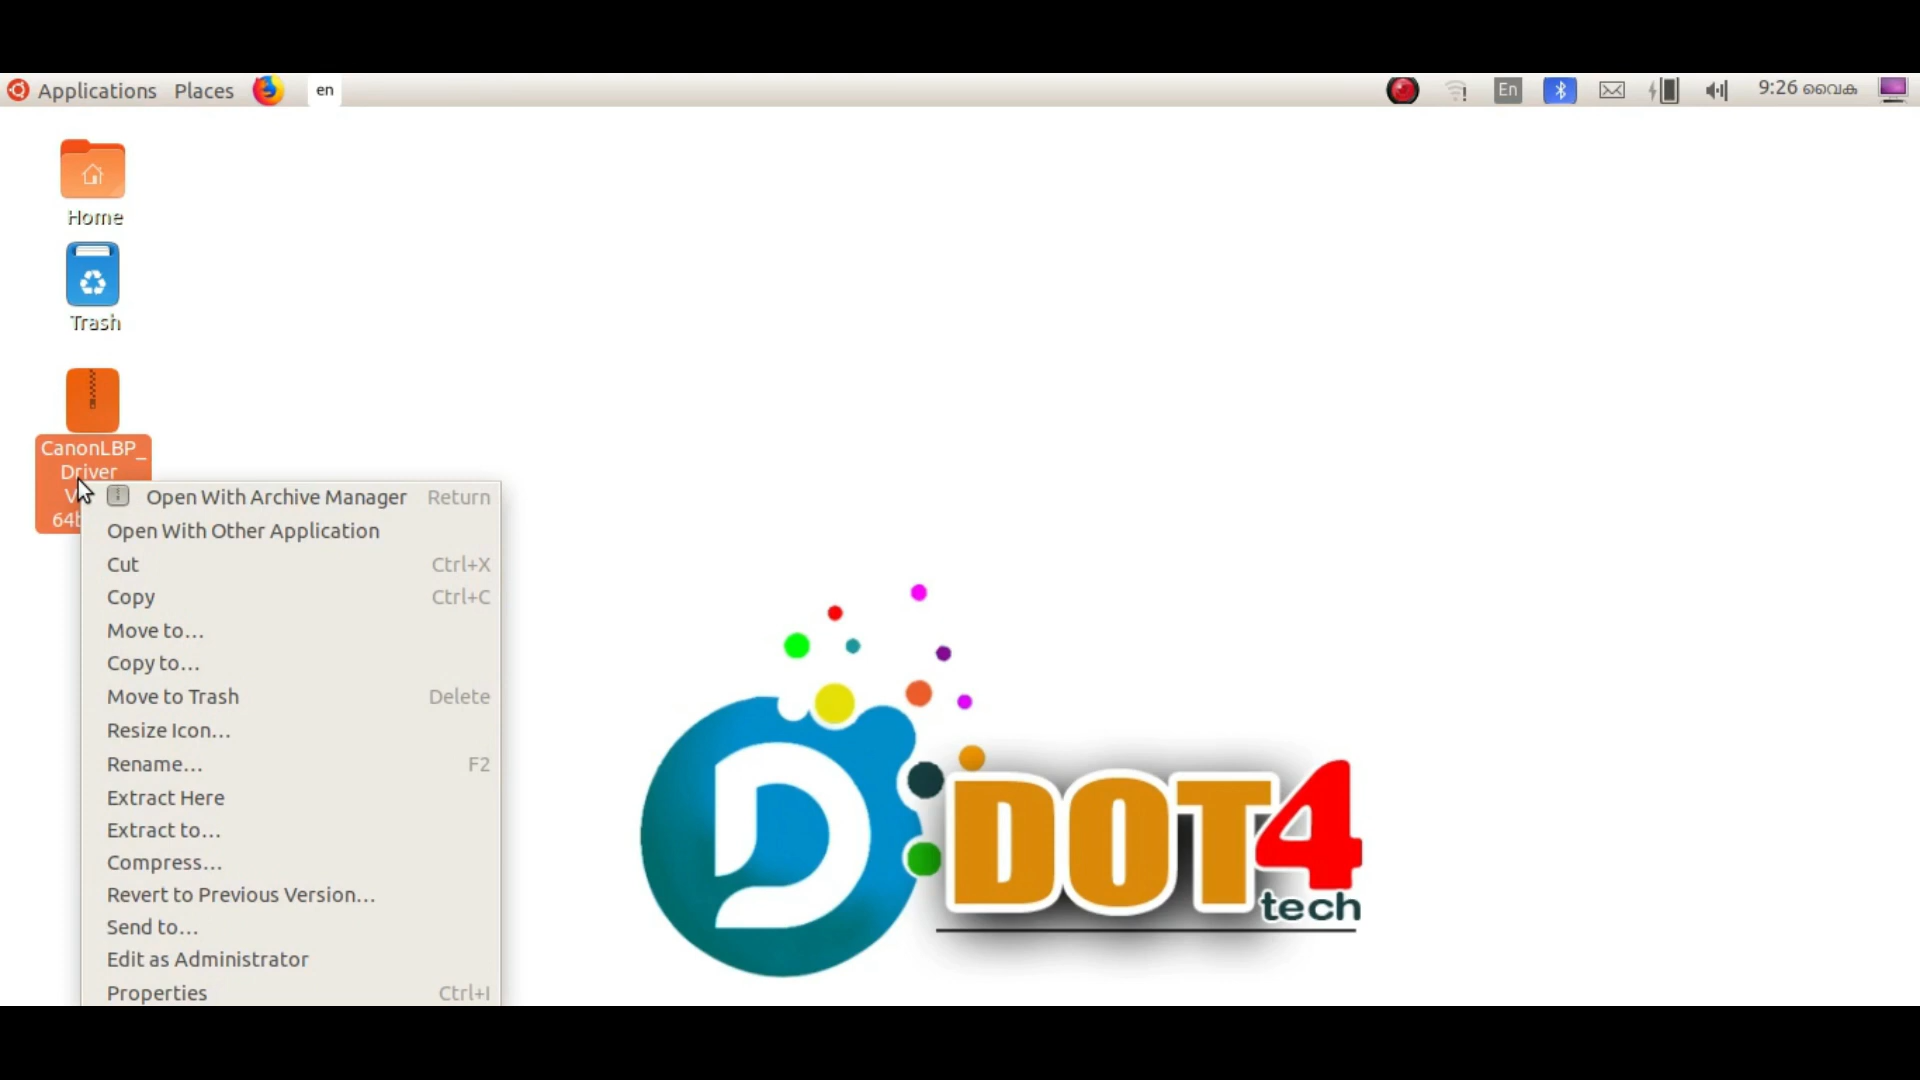 Applications Places en En 9:26 വൈകു
Home
Trash
CanonLBP_
Driver
64b
Open With Archive Manager Return
Open With Other Application
Cut Ctrl+X
Copy Ctrl+C
Move to...
Copy to...
Move to Trash Delete
Resize Icon...
Rename... F2
Extract Here
Extract to...
Compress...
Revert to Previous Version...
Send to...
Edit as Administrator
Properties Ctrl+I
D DOT4
tech